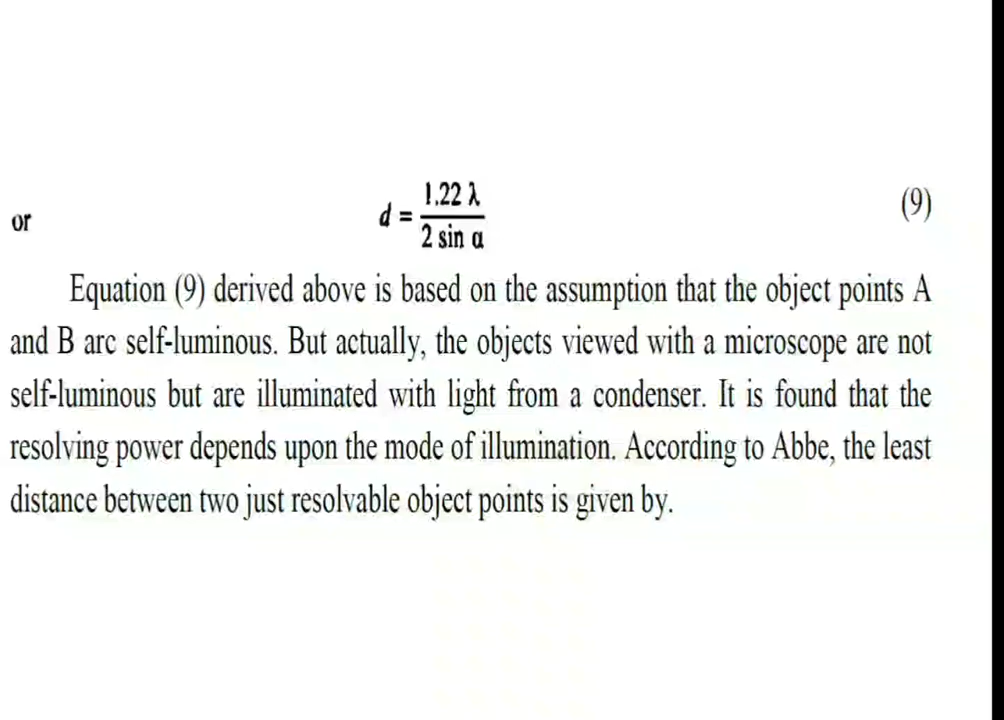 or d = 1.22 λ / 2 sin α (9)
Equation (9) derived above is based on the assumption that the object points A
and B arc self-luminous. But actually, the objects viewed with a microscope are not
self-luminous but are illuminated with light from a condenser. It is found that the
resolving power depends upon the mode of illumination. According to Abbe, the least
distance between two just resolvable object points is given by.